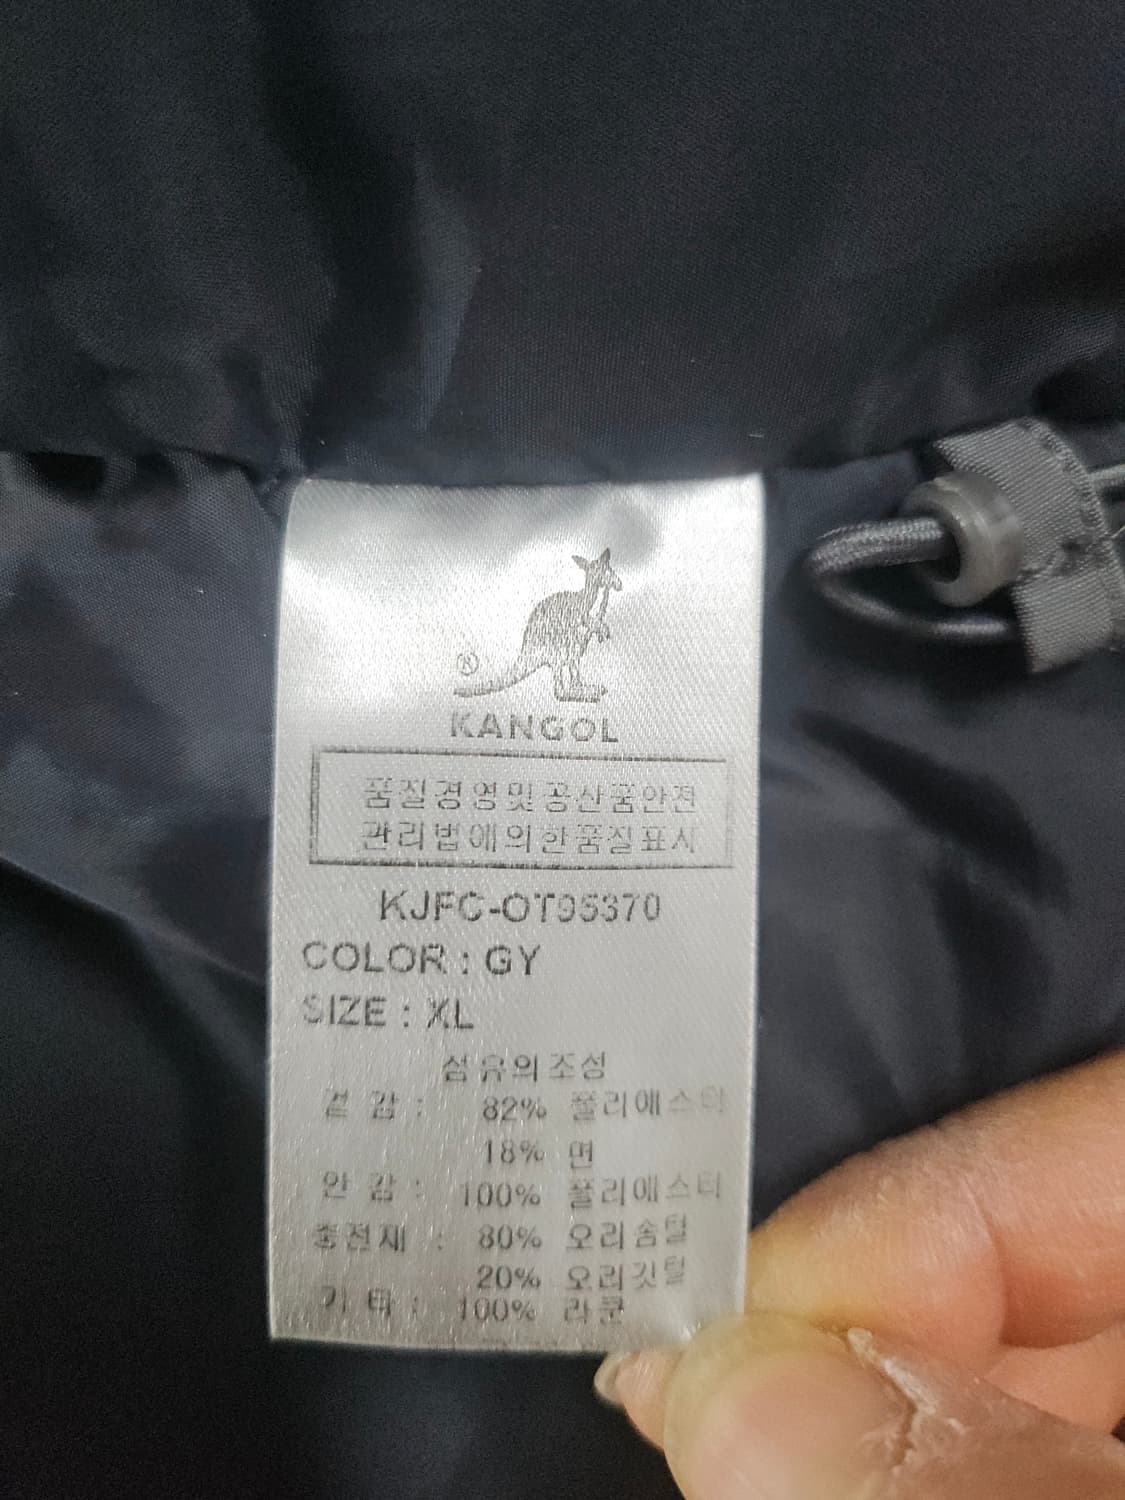 ®
KANGOL
품질경영및공산품안전
관리법에의한품질표시
KJFC-OT95370
COLOR : GY
SIZE : XL
섬유의조성
겉 감 : 82% 폴리에스터
18% 면
안 감 : 100% 폴리에스터
충전재 : 80% 오리솜털
20% 오리깃털
기 타 : 100% 라쿤